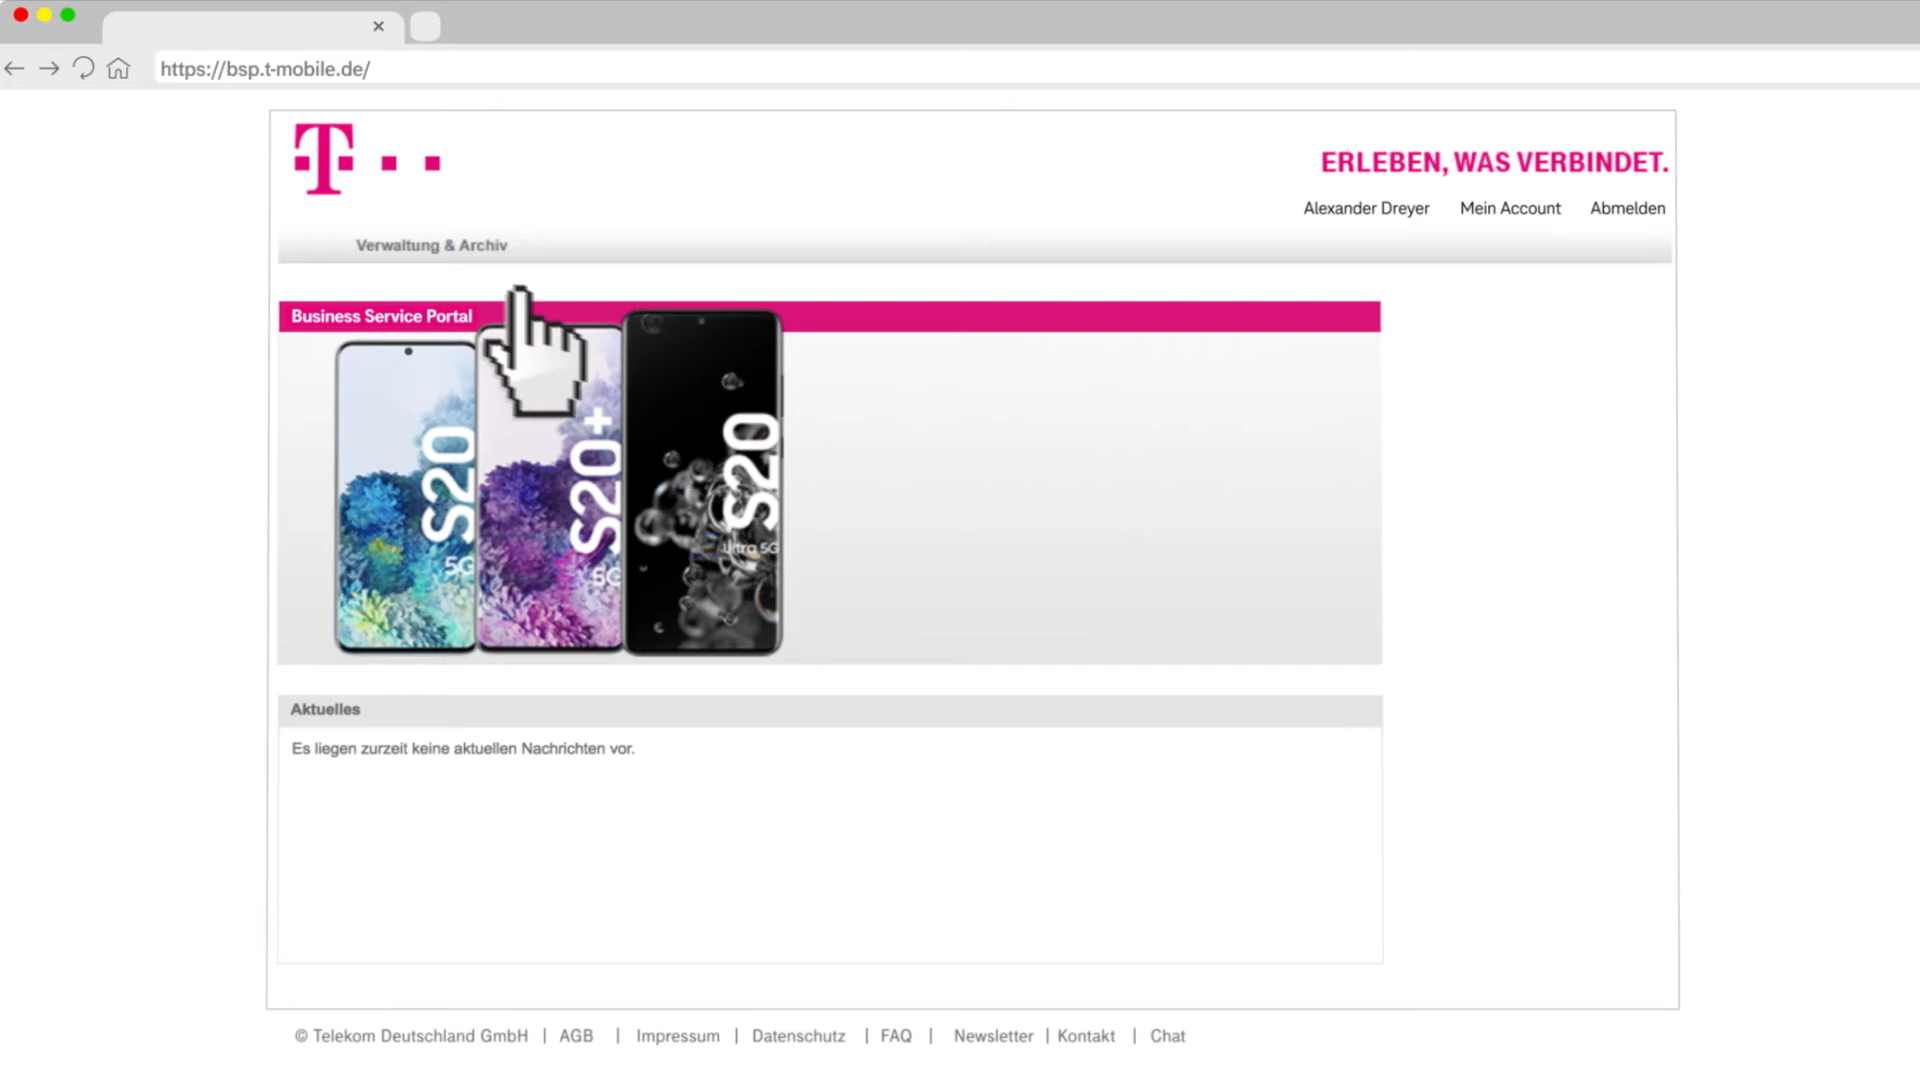 https://bsp.t-mobile.de/
T
ERLEBEN, WAS VERBINDET.
Alexander Dreyer Mein Account Abmelden
Verwaltung & Archiv
Business Service Portal
S20
5G
S20+
5G
S20
Ultra 5G
Aktuelles
Es liegen zurzeit keine aktuellen Nachrichten vor.
© Telekom Deutschland GmbH | AGB | Impressum | Datenschutz | FAQ | Newsletter | Kontakt | Chat